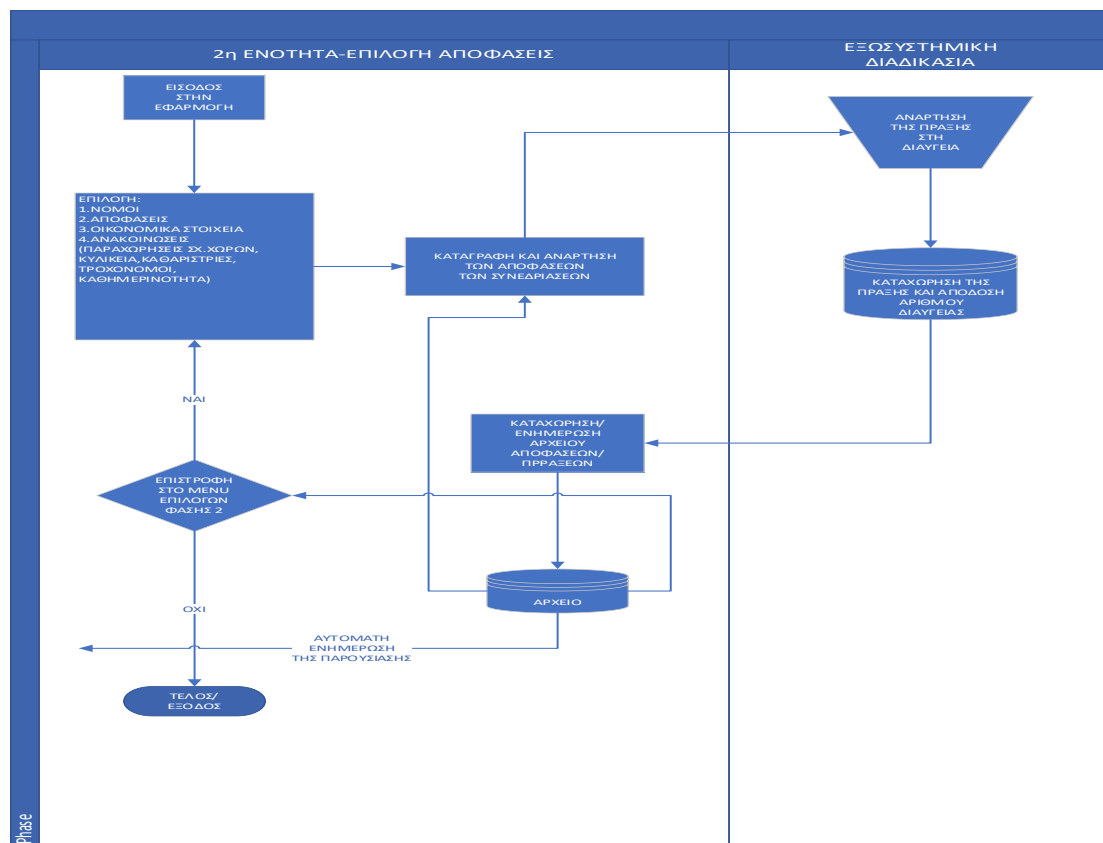 2η ΕΝΟΤΗΤΑ-ΕΠΙΛΟΓΗ ΑΠΟΦΑΣΕΙΣ
ΕΞΩΣΥΣΤΗΜΙΚΗ
ΔΙΑΔΙΚΑΣΙΑ
ΕΙΣΟΔΟΣ
ΣΤΗΝ
ΕΦΑΡΜΟΓΗ
ΑΝΑΡΤΗΣΗ
ΤΗΣ ΠΡΑΞΗΣ
ΣΤΗ
ΔΙΑΥΓΕΙΑ
ΕΠΙΛΟΓΗ:
1.ΝΟΜΟΙ
2.ΑΠΟΦΑΣΕΙΣ
3.ΟΙΚΟΝΟΜΙΚΑ ΣΤΟΙΧΕΙΑ
4.ΑΝΑΚΟΙΝΩΣΕΙΣ
(ΠΑΡΑΧΩΡΗΣΕΙΣ ΣΧ.ΧΩΡΩΝ,
ΚΥΛΙΚΕΙΑ,ΚΑΘΑΡΙΣΤΡΙΕΣ,
ΤΡΟΧΟΝΟΜΟΙ,
ΚΑΘΗΜΕΡΙΝΟΤΗΤΑ)
ΚΑΤΑΓΡΑΦΗ ΚΑΙ ΑΝΑΡΤΗΣΗ
ΤΩΝ ΑΠΟΦΑΣΕΩΝ
ΤΩΝ ΣΥΝΕΔΡΙΑΣΕΩΝ
ΚΑΤΑΧΩΡΗΣΗ ΤΗΣ
ΠΡΑΞΗΣ ΚΑΙ ΑΠΟΔΟΣΗ
ΑΡΙΘΜΟΥ
ΔΙΑΥΓΕΙΑΣ
ΝΑΙ
ΚΑΤΑΧΩΡΗΣΗ/
ΕΝΗΜΕΡΩΣΗ
ΑΡΧΕΙΟΥ
ΑΠΟΦΑΣΕΩΝ/
ΠΡΡΑΞΕΩΝ
ΕΠΙΣΤΡΟΦΗ
ΣΤΟ MENU
ΕΠΙΛΟΓΩΝ
ΦΑΣΗΣ 2
ΑΡΧΕΙΟ
ΟΧΙ
ΑΥΤΟΜΑΤΗ
ΕΝΗΜΕΡΩΣΗ
ΤΗΣ ΠΑΡΟΥΣΙΑΣΗΣ
ΤΕΛΟΣ/
ΕΞΟΔΟΣ
Phase